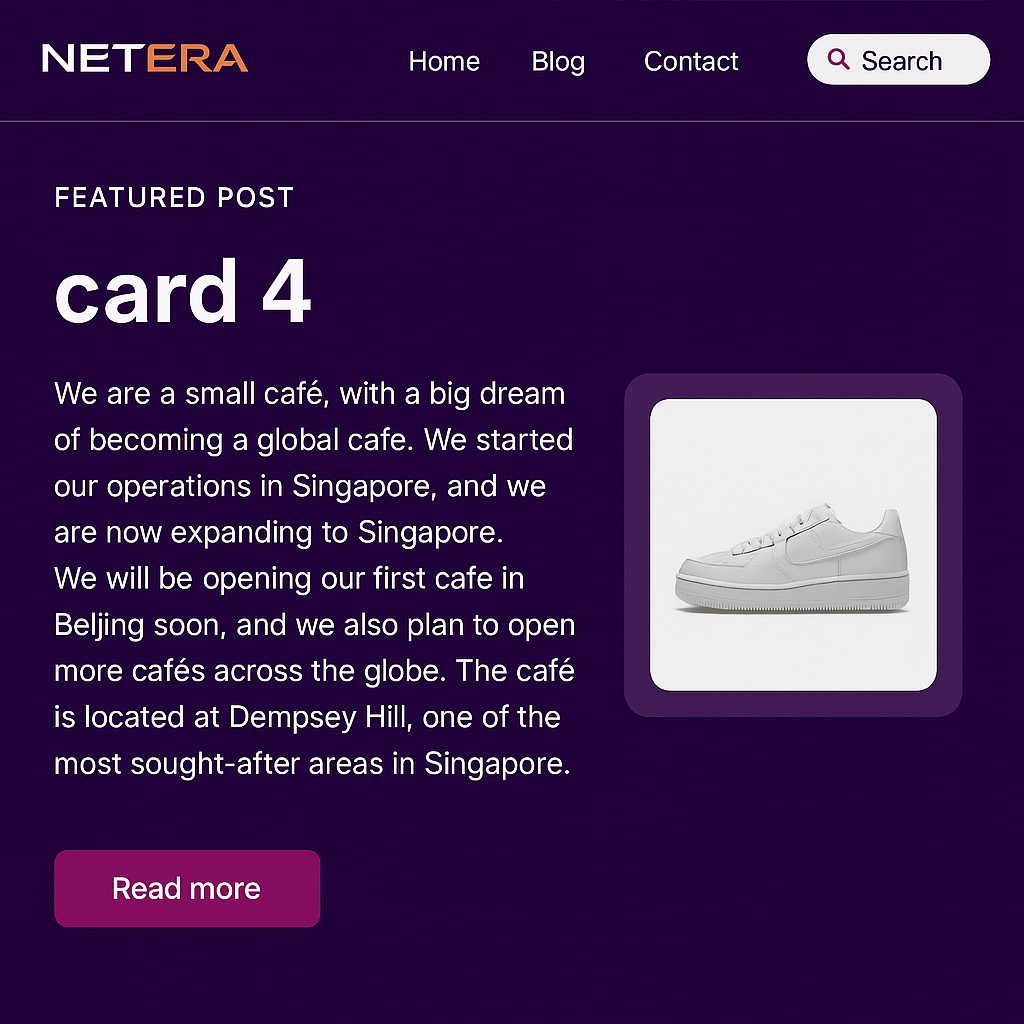 NETERA
Home Blog Contact Search
FEATURED POST
card 4
We are a small café, with a big dream
of becoming a global cafe. We started
our operations in Singapore, and we
are now expanding to Singapore.
We will be opening our first cafe in
Beljing soon, and we also plan to open
more cafés across the globe. The café
is located at Dempsey Hill, one of the
most sought-after areas in Singapore.
Read more